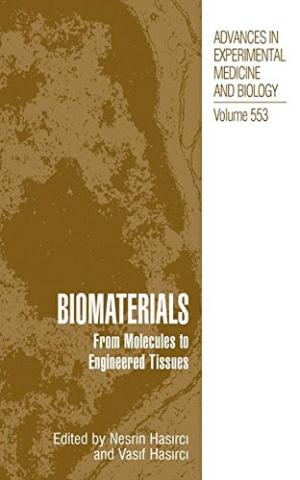 ADVANCES IN
EXPERIMENTAL
MEDICINE
AND BIOLOGY
Volume 553
BIOMATERIALS
From Molecules to
Engineered Tissues
Edited by Nesrin Hasırcı
and Vasıf Hasırcı